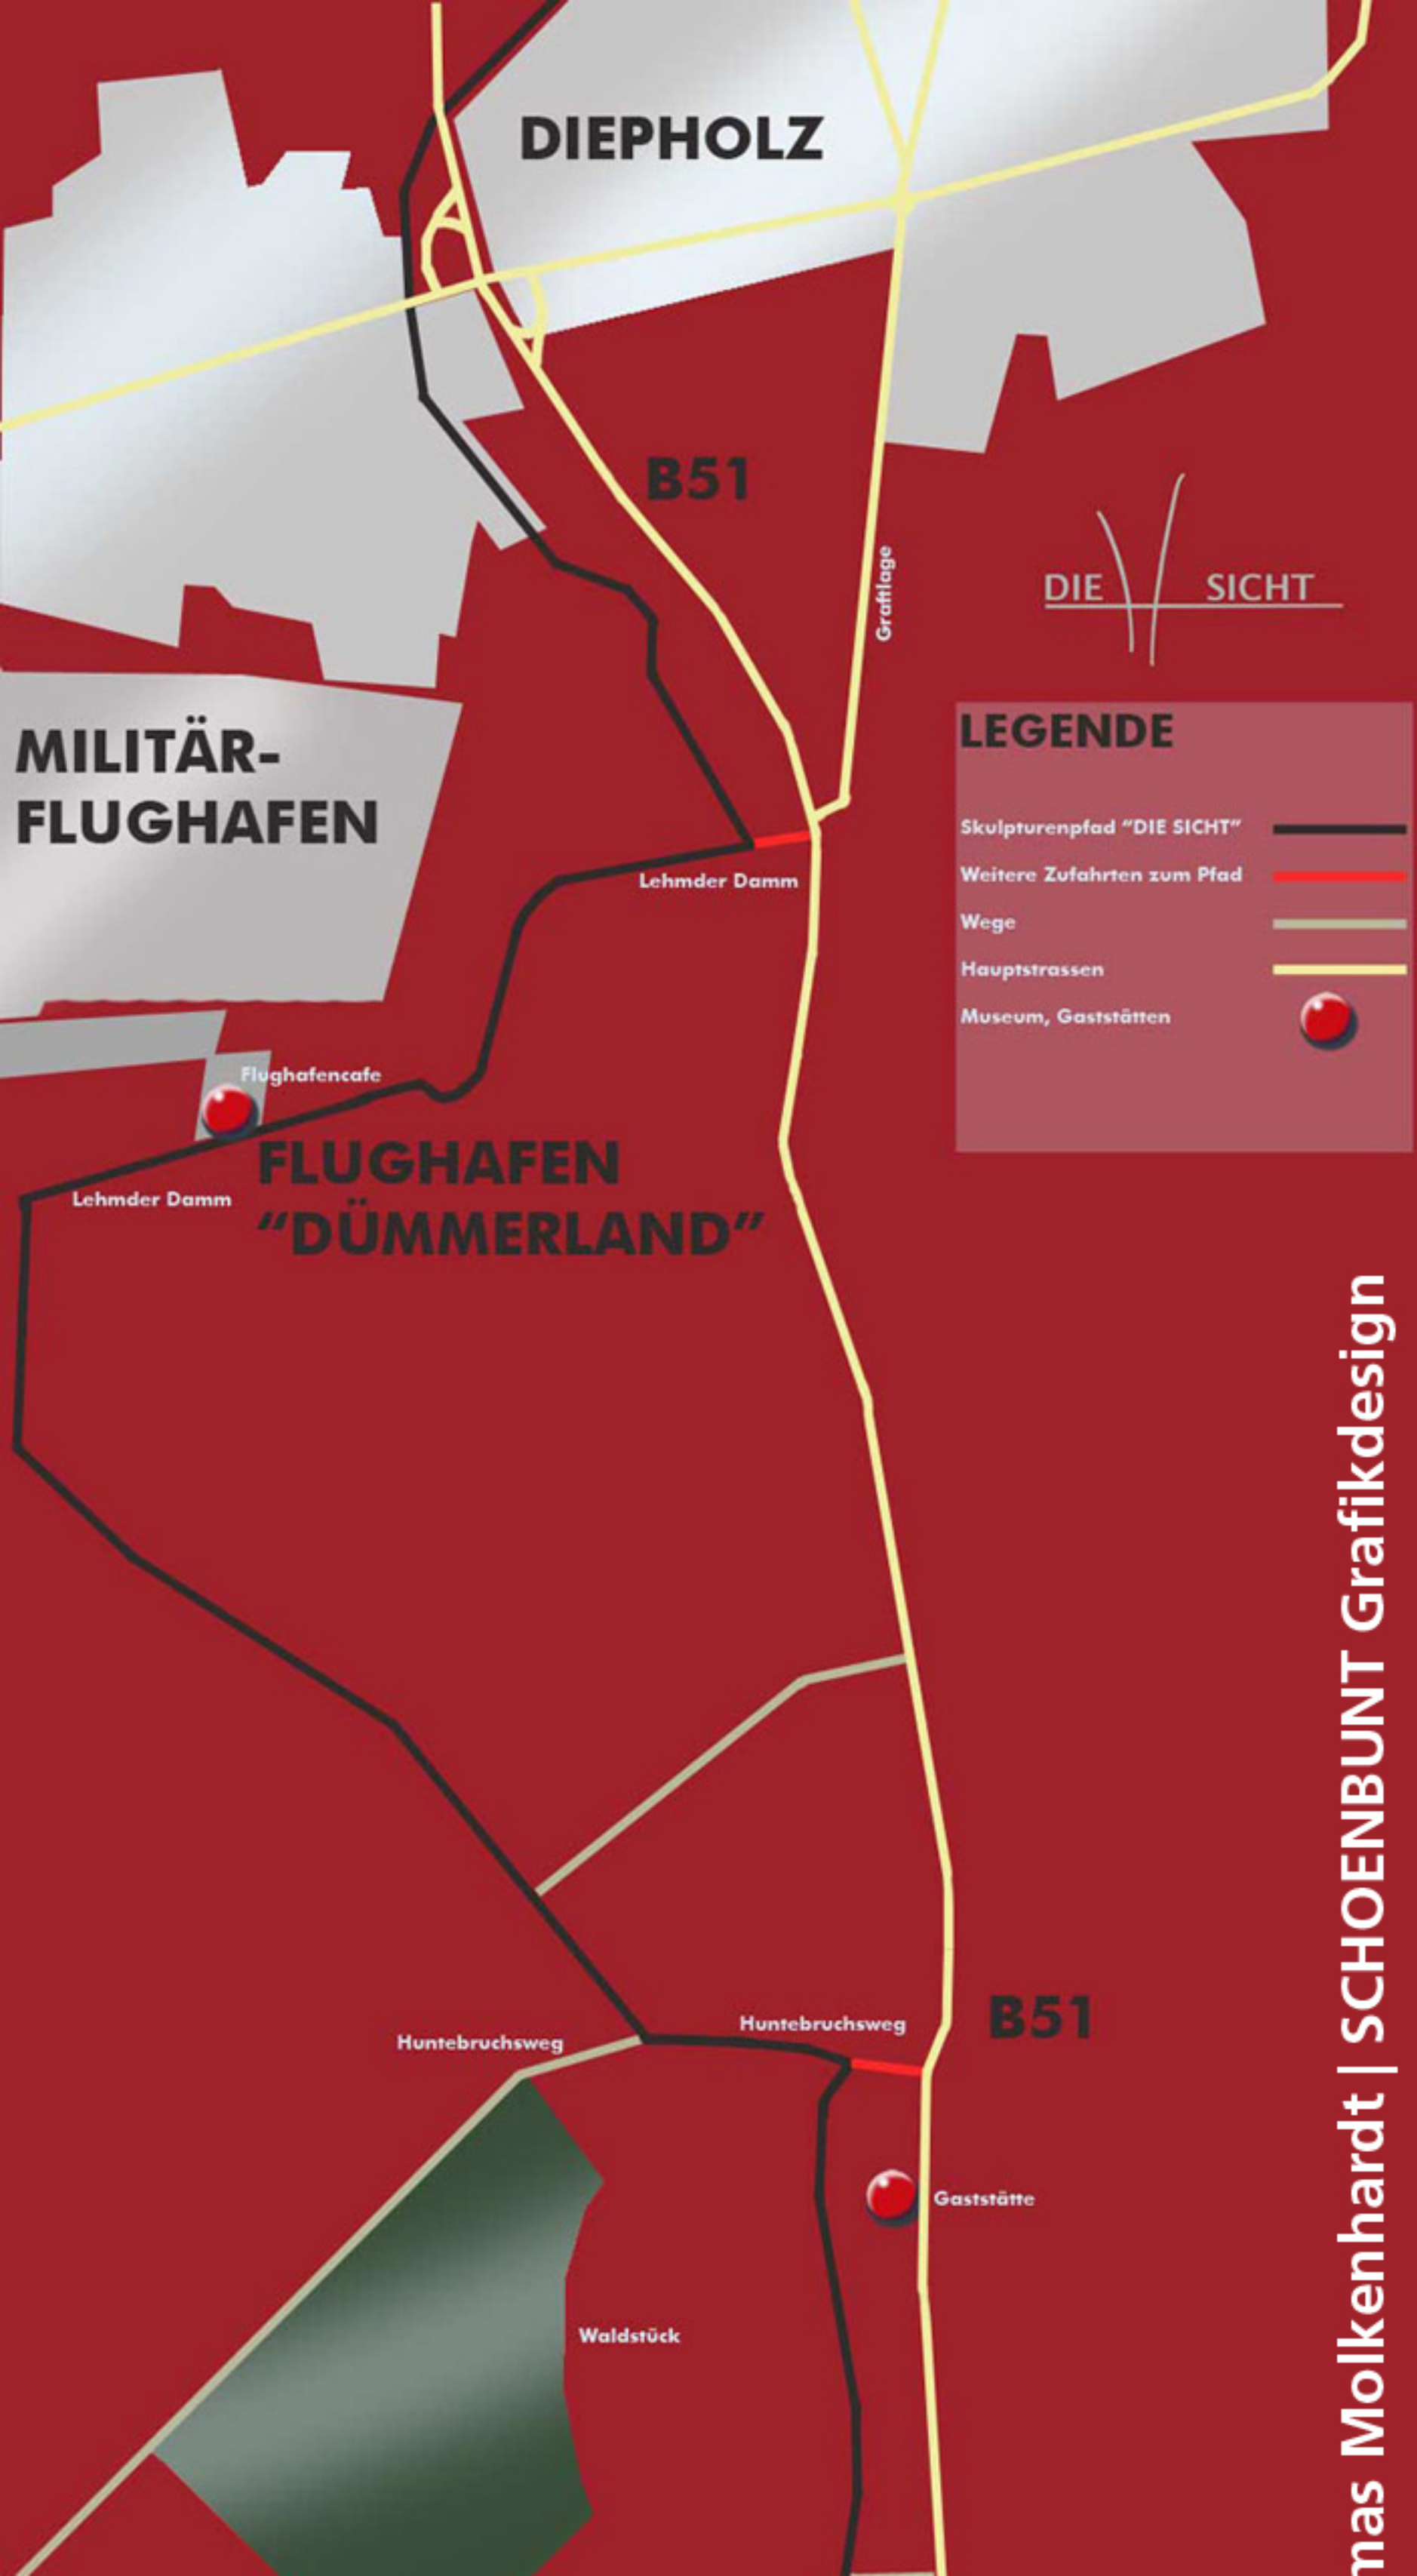 DIEPHOLZ
B51
Graftlage
DIE SICHT
MILITÄR-
FLUGHAFEN
LEGENDE
Skulpturenpfad "DIE SICHT"
Weitere Zufahrten zum Pfad
Wege
Hauptstrassen
Museum, Gaststätten
Lehmder Damm
Flughafencafe
FLUGHAFEN
"DÜMMERLAND"
Lehmder Damm
Huntebruchsweg
B51
Huntebruchsweg
Gaststätte
Waldstück
mas Molkenhardt | SCHOENBUNT Grafikdesign